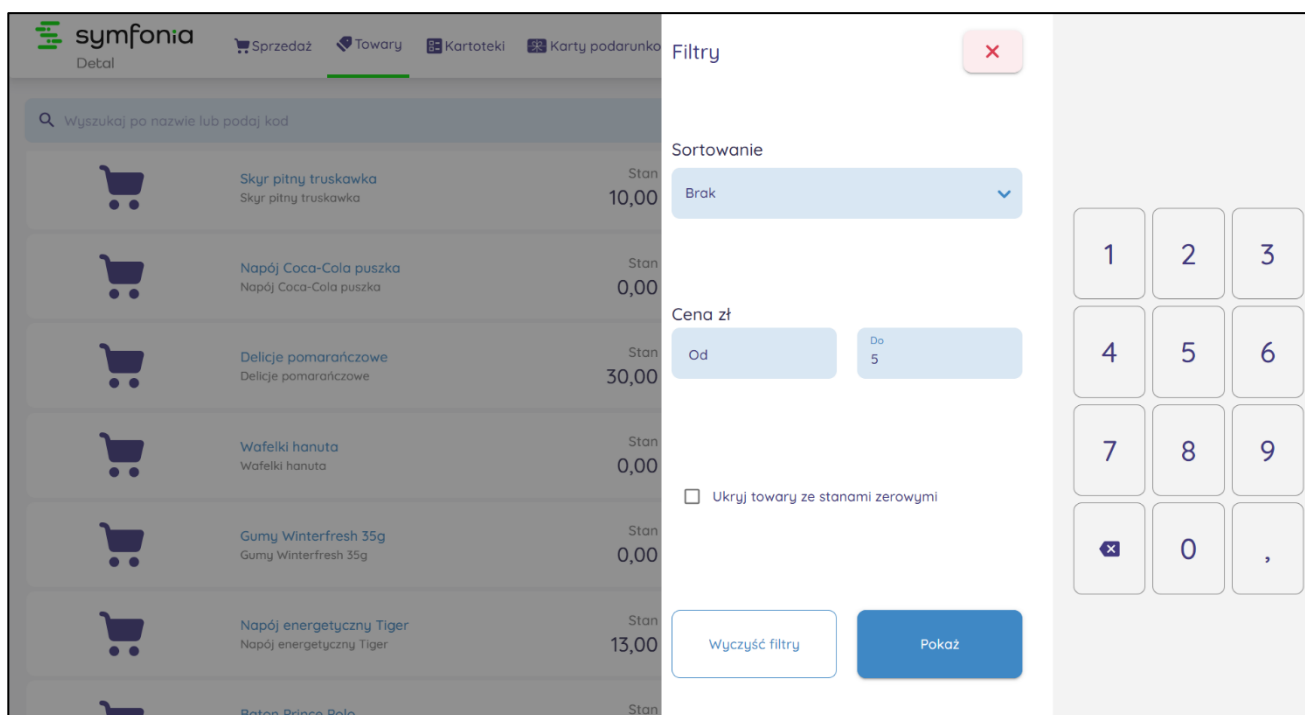 symfonia
Detal
Sprzedaż Towary Kartoteki Karty podarunko
Wyszukaj po nazwie lub podaj kod
Skyr pitny truskawka
Skyr pitny truskawka
Stan
10,00
Napój Coca-Cola puszka
Napój Coca-Cola puszka
Stan
0,00
Delicje pomarańczowe
Delicje pomarańczowe
Stan
30,00
Wafelki hanuta
Wafelki hanuta
Stan
0,00
Gumy Winterfresh 35g
Gumy Winterfresh 35g
Stan
0,00
Napój energetyczny Tiger
Napój energetyczny Tiger
Stan
13,00
Baton Prince Polo
Stan
Filtry
Sortowanie
Brak
Cena zł
Od
Do
5
Ukryj towary ze stanami zerowymi
Wyczyść filtry
Pokaż
1 2 3
4 5 6
7 8 9
0 ,